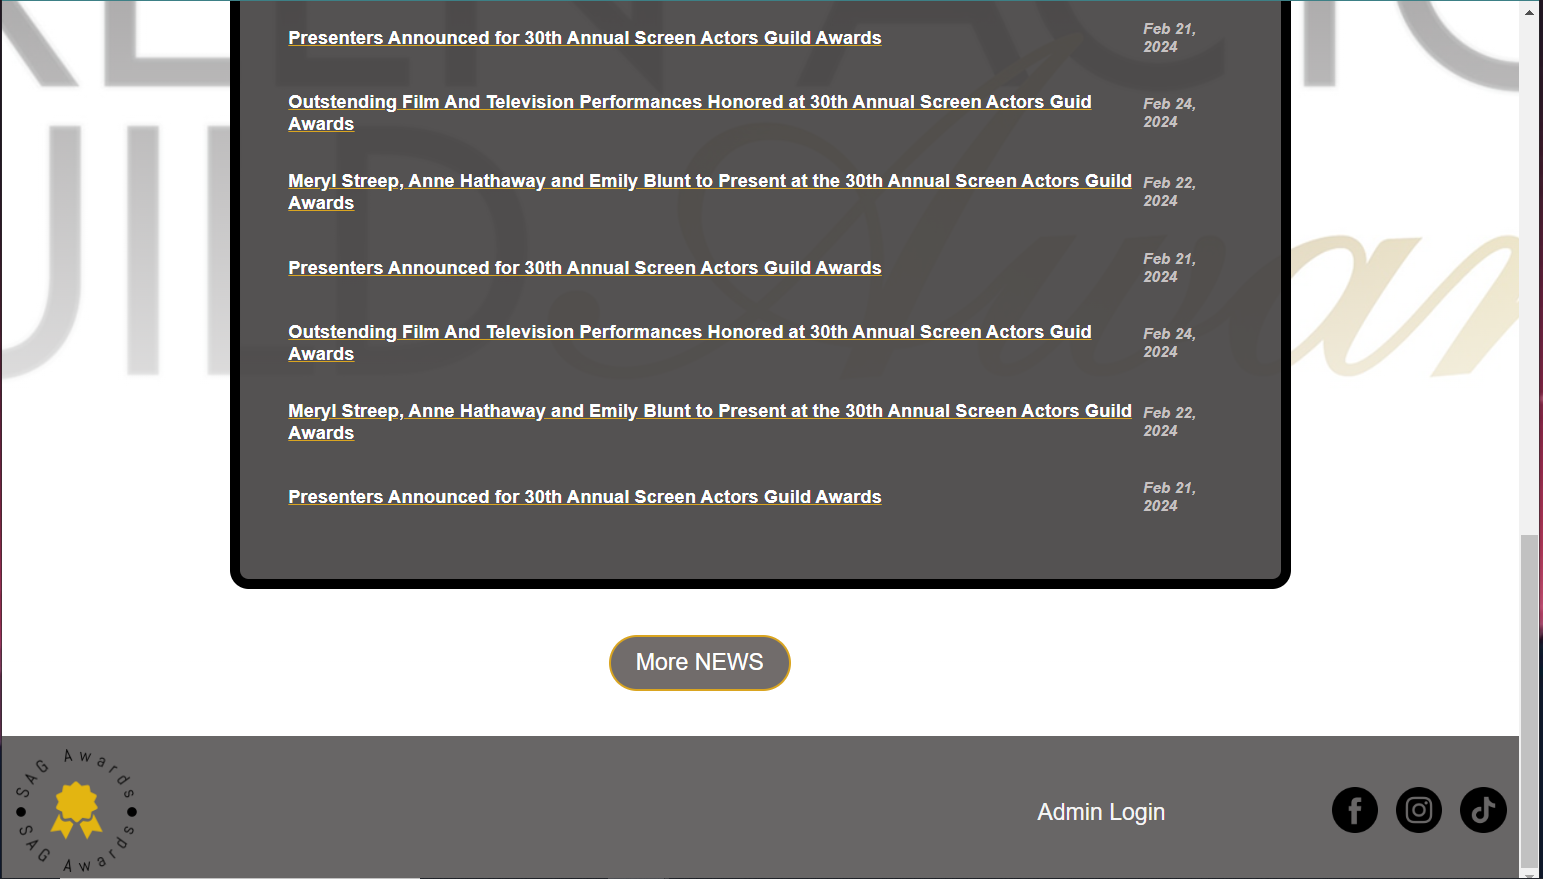 Presenters Announced for 30th Annual Screen Actors Guild Awards
Feb 21,
2024
Outstanding Film And Television Performances Honored at 30th Annual Screen Actors Guid
Awards
Feb 24,
2024
Meryl Streep, Anne Hathaway and Emily Blunt to Present at the 30th Annual Screen Actors Guild
Awards
Feb 22,
2024
Presenters Announced for 30th Annual Screen Actors Guild Awards
Feb 21,
2024
Outstanding Film And Television Performances Honored at 30th Annual Screen Actors Guid
Awards
Feb 24,
2024
Meryl Streep, Anne Hathaway and Emily Blunt to Present at the 30th Annual Screen Actors Guild
Awards
Feb 22,
2024
Presenters Announced for 30th Annual Screen Actors Guild Awards
Feb 21,
2024
More NEWS
SAG Awards
SAG Awards
Admin Login